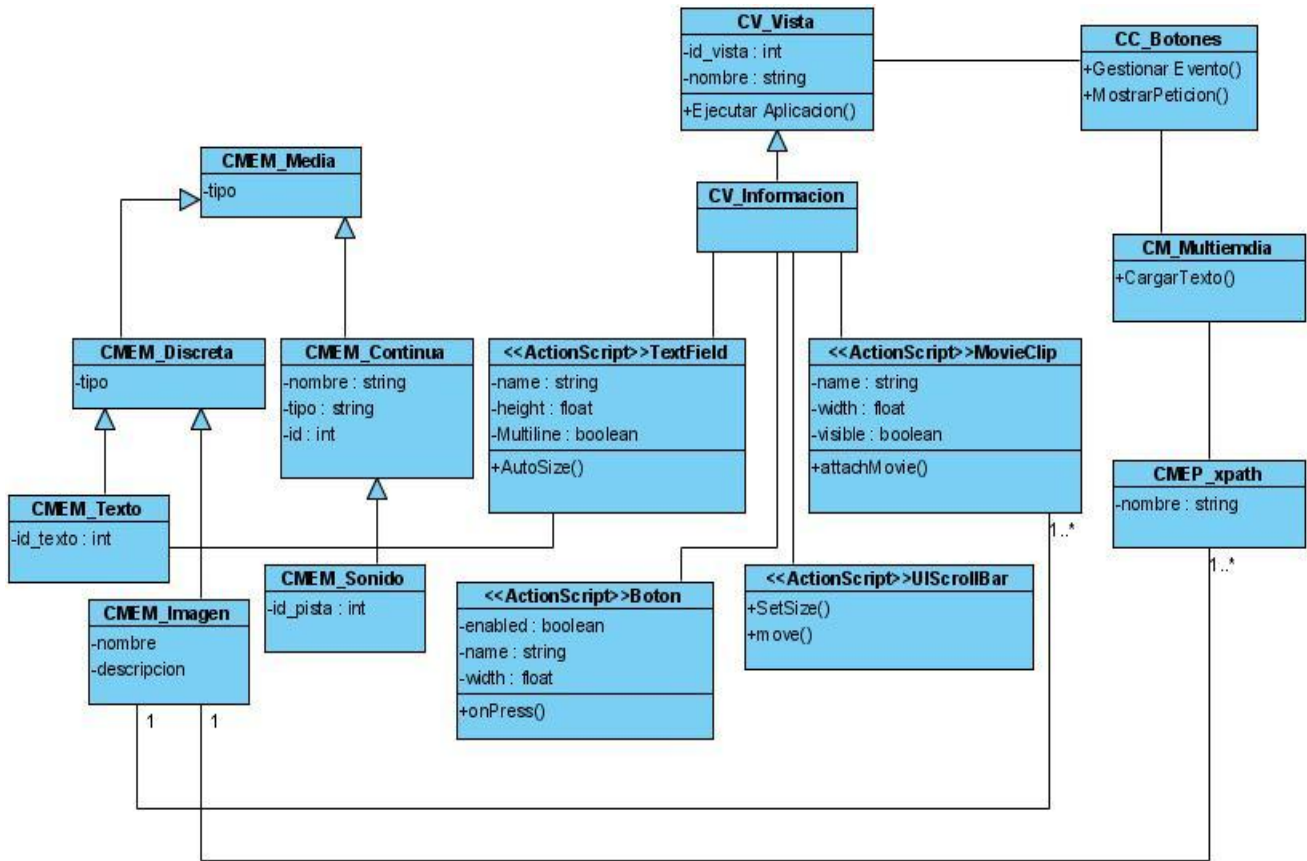 CV_Vista
-id_vista : int
-nombre : string
+Ejecutar Aplicacion()
CC_Botones
+Gestionar Evento()
+MostrarPeticion()
CMEM_Media
-tipo
CV_Informacion
CM_Multiemdia
+CargarTexto()
CMEM_Discreta
-tipo
CMEM_Continua
-nombre : string
-tipo : string
-id : int
<<ActionScript>>TextField
-name : string
-height : float
-Multiline : boolean
+AutoSize()
<<ActionScript>>MovieClip
-name : string
-width : float
-visible : boolean
+attachMovie()
1..*
CMEP_xpath
-nombre : string
1..*
CMEM_Texto
-id_texto : int
CMEM_Sonido
-id_pista : int
<<ActionScript>>Boton
-enabled : boolean
-name : string
-width : float
+onPress()
<<ActionScript>>UIScrollBar
+SetSize()
+move()
CMEM_Imagen
-nombre
-descripcion
1
1